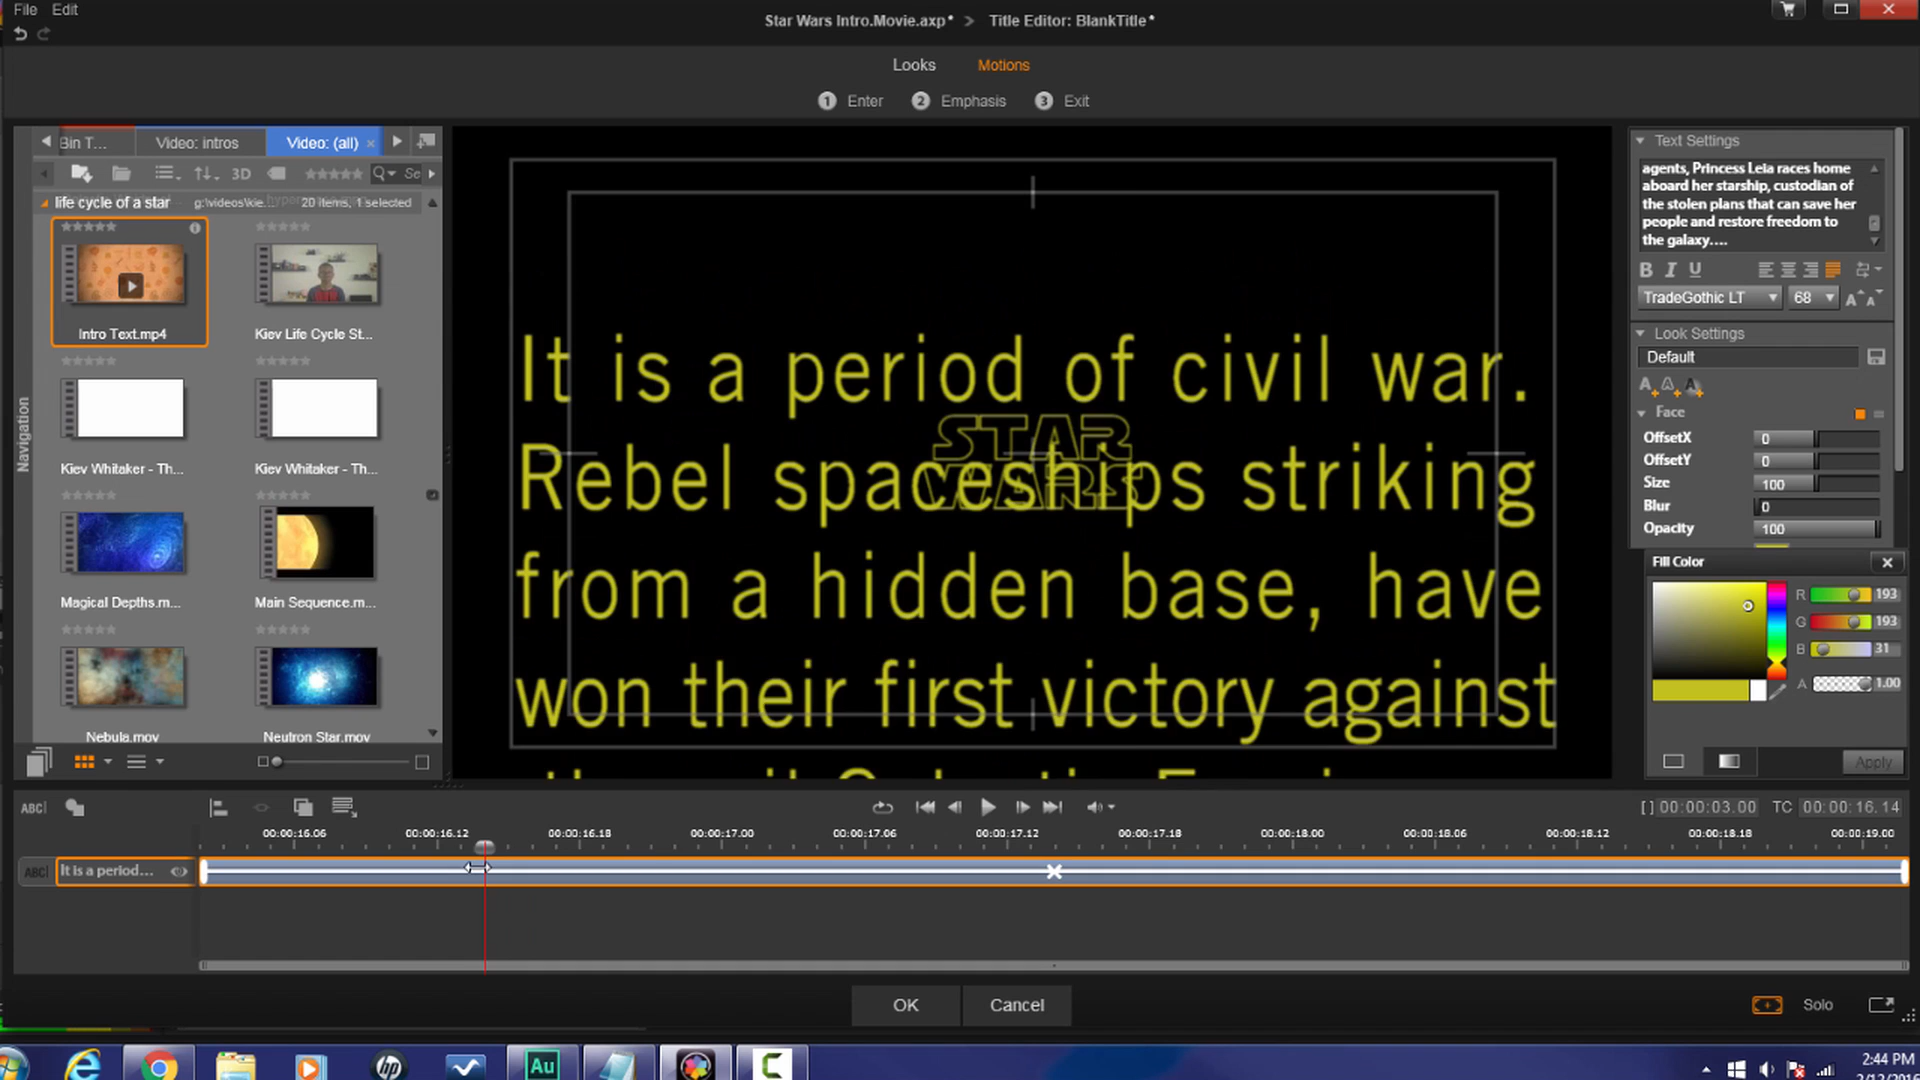 File Edit
Star Wars Intro.Movie.axp* > Title Editor: BlankTitle*
Looks Motions
1 Enter 2 Emphasis 3 Exit
Bin T... Video: intros Video: (all) ×
3D
life cycle of a star g:\videos\kie... 20 items, 1 selected
Intro Text.mp4 Kiev Life Cycle St...
Kiev Whitaker - Th... Kiev Whitaker - Th...
Magical Depths.m... Main Sequence.m...
Nebula.mov Neutron Star.mov
Navigation
It is a period of civil war.
STAR
Rebel spaceships striking
WARS
from a hidden base, have
won their first victory against
Text Settings
agents, Princess Leia races home
aboard her starship, custodian of
the stolen plans that can save her
people and restore freedom to
the galaxy....
B I U
TradeGothic LT 68
Look Settings
Default
Face
OffsetX 0
OffsetY 0
Size 100
Blur 0
Opacity 100
Fill Color
R 193
G 193
B 31
A 1.00
Apply
ABC
[ ] 00:00:03.00 TC 00:00:16.14
00:00:16.06 00:00:16.12 00:00:16.18 00:00:17.00 00:00:17.06 00:00:17.12 00:00:17.18 00:00:18.00 00:00:18.06 00:00:18.12 00:00:18.18 00:00:19.00
ABC It is a period...
OK Cancel
Solo
hp Au C
2:44 PM